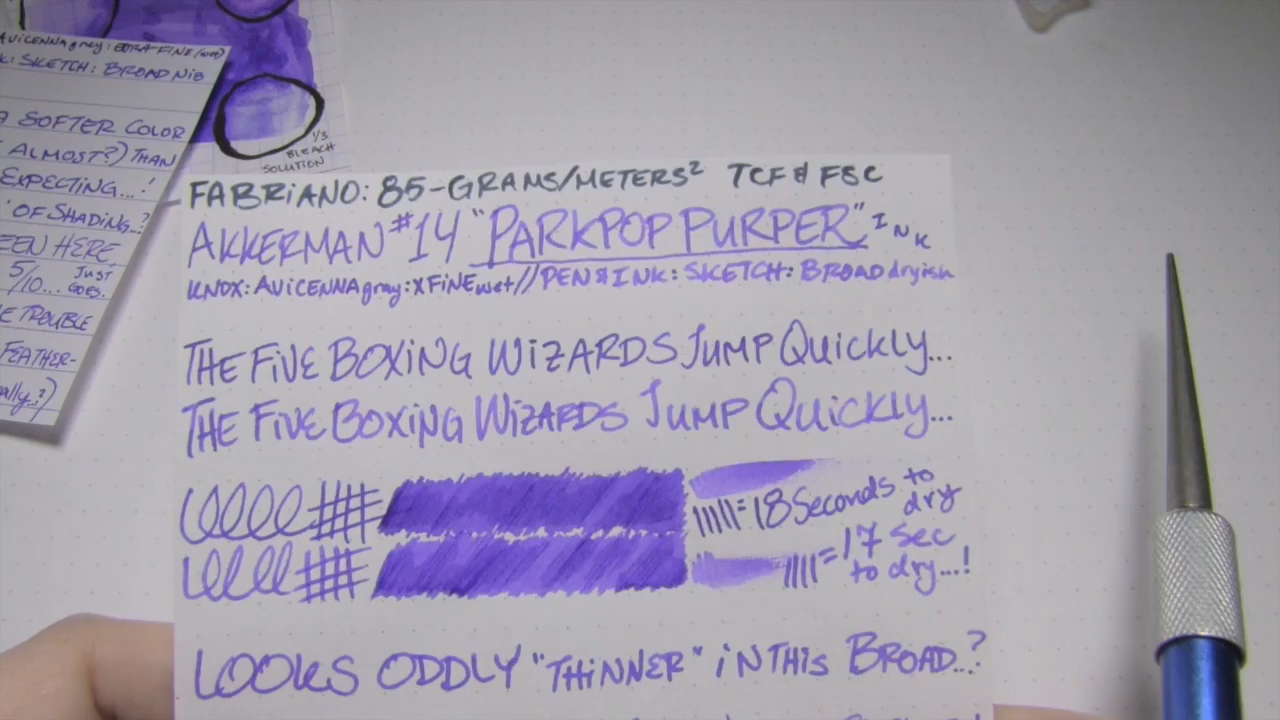 AVICENNA gray: EXTRA-FINE/wet)
: SKETCH: BROAD NIB
A SOFTER COLOR
ALMOST?) THAN
EXPECTING...!
OF SHADING..?
EEN HERE,
5/10... JUST
GOES.
E TROUBLE
FEATHER-
ally..?)
1/3
BLEACH
SOLUTION
FABRIANO: 85-GRAMS/METERS² TCF & FSC
AKKERMAN #14 "PARKPOP PURPER" INK
KNOX: AVICENNA gray: XFINE wet // PEN & INK: SKETCH: BROAD dryish
THE FIVE BOXING WIZARDS JUMP QUICKLY...
THE FIVE BOXING WIZARDS JUMP QUICKLY...
= 18 Seconds to dry
= 17 Sec to dry...!
LOOKS ODDLY "THINNER" IN THIS BROAD..?